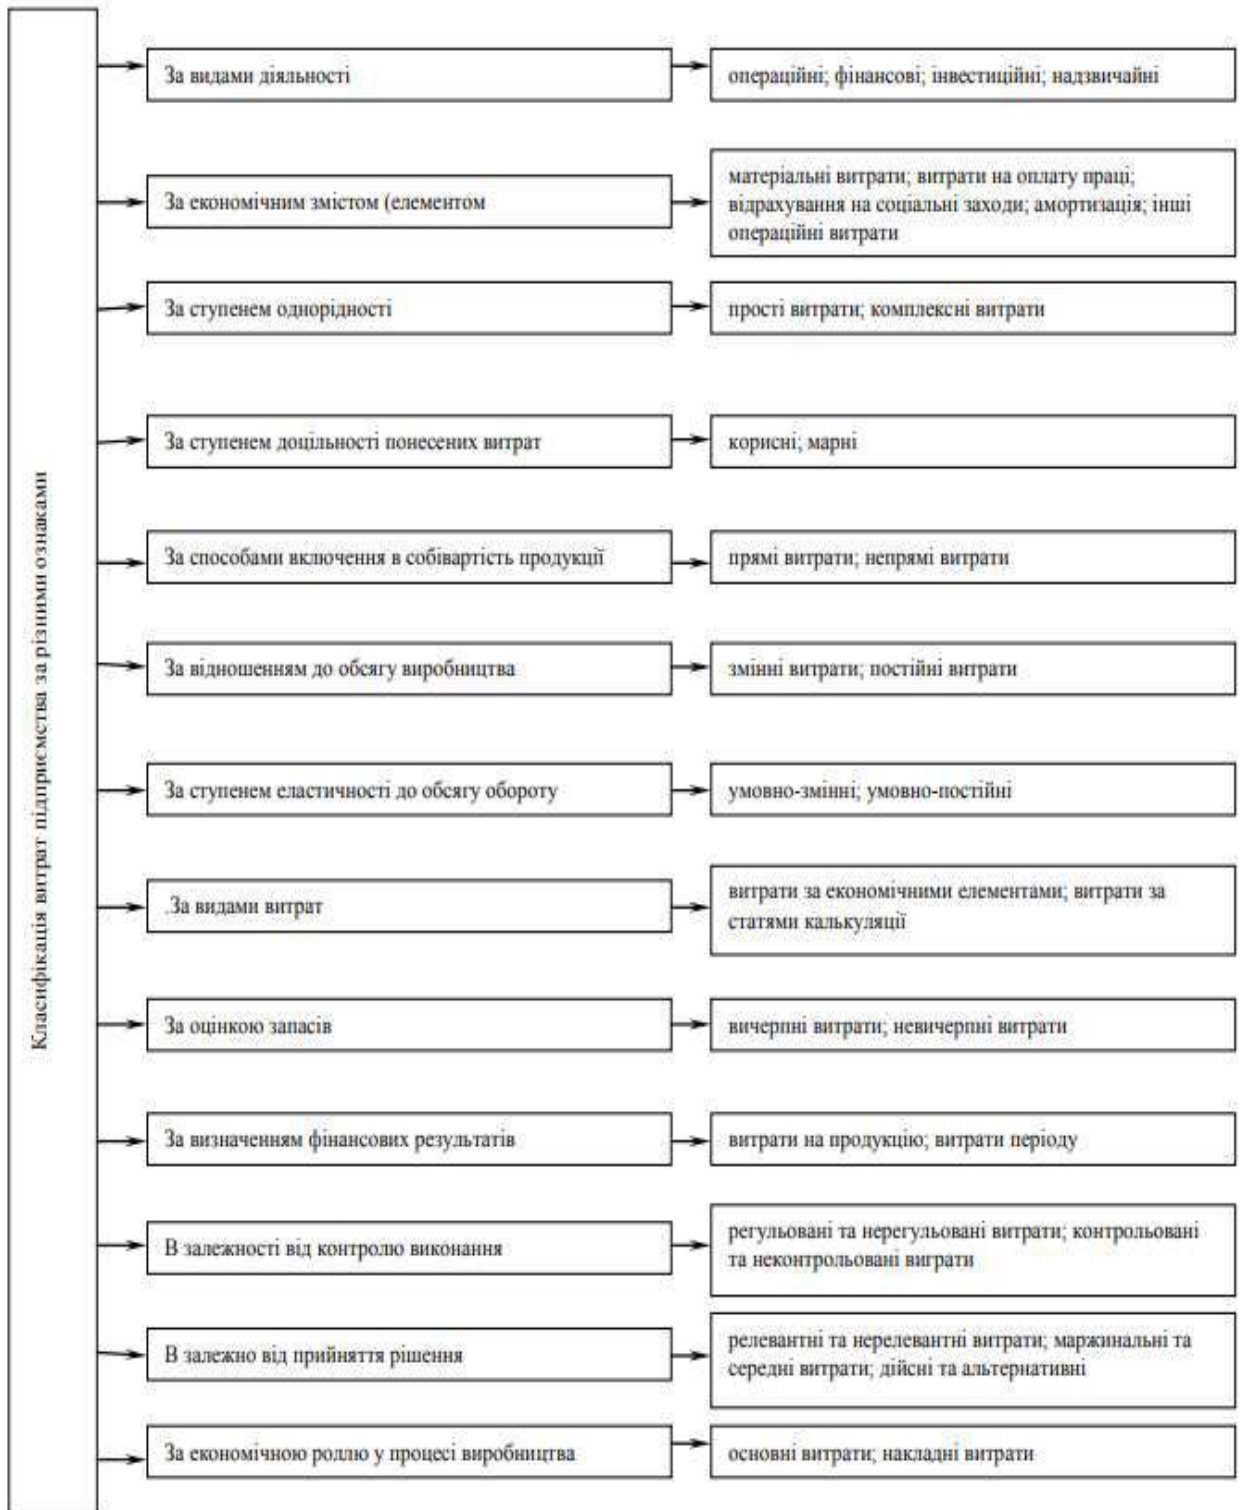 Класифікація витрат підприємства за різними ознаками
За видами діяльності
операційні; фінансові; інвестиційні; надзвичайні
За економічним змістом (елементом
матеріальні витрати; витрати на оплату праці;
відрахування на соціальні заходи; амортизація; інші
операційні витрати
За ступенем однорідності
прості витрати; комплексні витрати
За ступенем доцільності понесених витрат
корисні; марні
За способами включення в собівартість продукції
прямі витрати; непрямі витрати
За відношенням до обсягу виробництва
змінні витрати; постійні витрати
За ступенем еластичності до обсягу обороту
умовно-змінні; умовно-постійні
.За видами витрат
витрати за економічними елементами; витрати за
статями калькуляції
За оцінкою запасів
вичерпні витрати; невичерпні витрати
За визначенням фінансових результатів
витрати на продукцію; витрати періоду
В залежності від контролю виконання
регульовані та нерегульовані витрати; контрольовані
та неконтрольовані виграти
В залежно від прийняття рішення
релевантні та нерелевантні витрати; маржинальні та
середні витрати; дійсні та альтернативні
За економічною роллю у процесі виробництва
основні витрати; накладні витрати